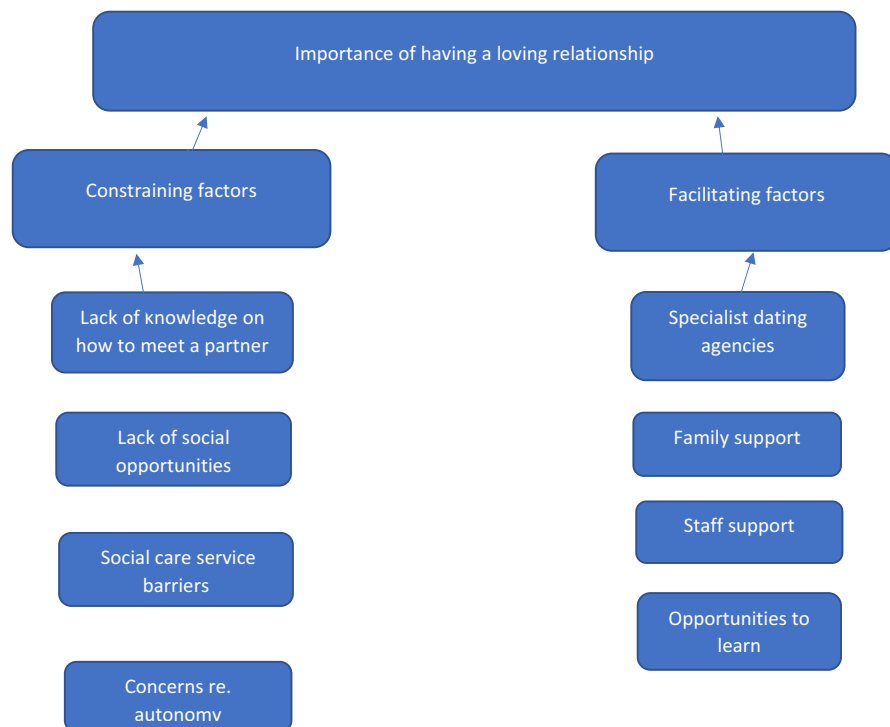 Importance of having a loving relationship
Constraining factors
Facilitating factors
Lack of knowledge on
how to meet a partner
Specialist dating
agencies
Lack of social
opportunities
Family support
Staff support
Social care service
barriers
Opportunities to
learn
Concerns re.
autonomy